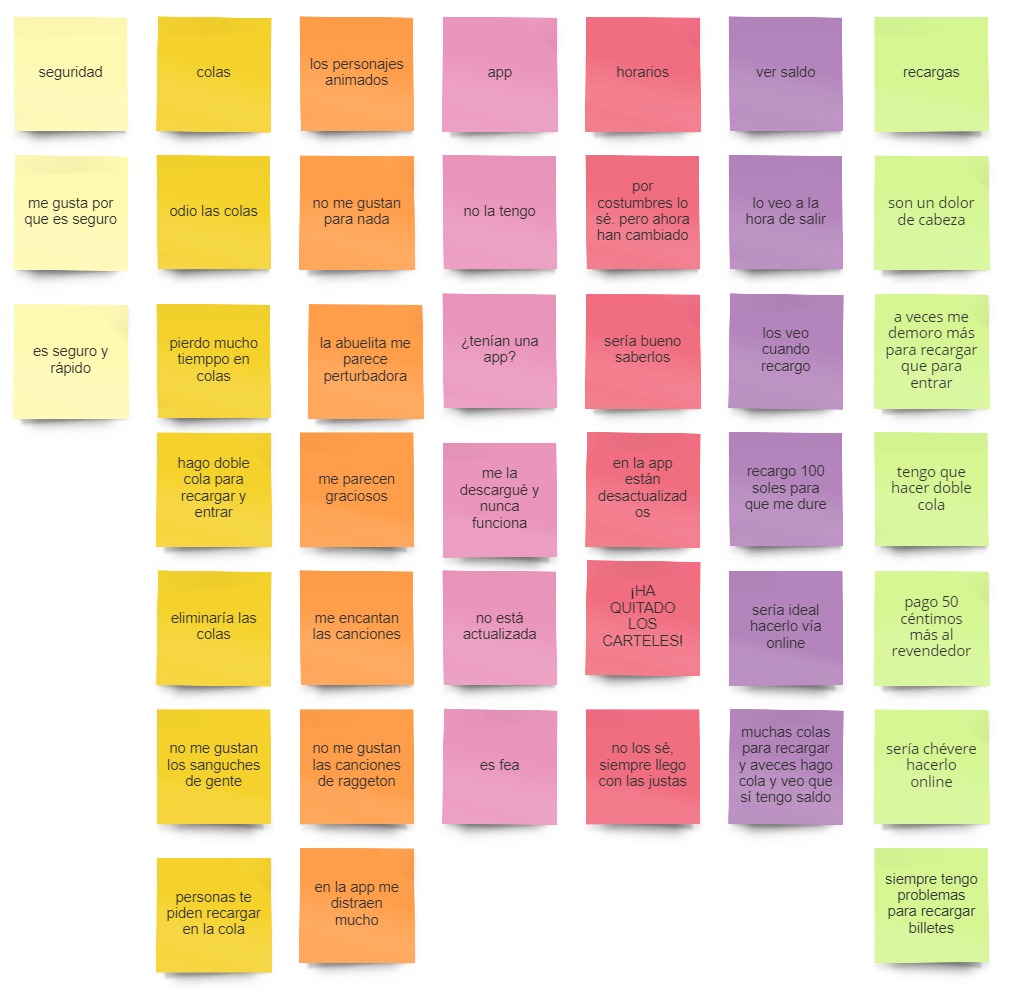 seguridad
colas
los personajes
animados
app
horarios
ver saldo
recargas
me gusta por
que es seguro
odio las colas
no me gustan
para nada
no la tengo
por
costumbres lo
sé. pero ahora
han cambiado
lo veo a la
hora de salir
son un dolor
de cabeza
es seguro y
rápido
pierdo mucho
tiemppo en
colas
la abuelita me
parece
perturbadora
¿tenían una
app?
sería bueno
saberlos
los veo
cuando
recargo
a veces me
demoro más
para recargar
que para
entrar
hago doble
cola para
recargar y
entrar
me parecen
graciosos
me la
descargué y
nunca
funciona
en la app
están
desactualizad
os
recargo 100
soles para
que me dure
tengo que
hacer doble
cola
eliminaría las
colas
me encantan
las canciones
no está
actualizada
¡HA
QUITADO
LOS
CARTELES!
sería ideal
hacerlo vía
online
pago 50
céntimos
más al
revendedor
no me gustan
los sanguches
de gente
no me gustan
las canciones
de raggeton
es fea
no los sé,
siempre llego
con las justas
muchas colas
para recargar
y aveces hago
cola y veo que
sí tengo saldo
sería chévere
hacerlo
online
personas te
piden recargar
en la cola
en la app me
distraen
mucho
siempre tengo
problemas
para recargar
billetes